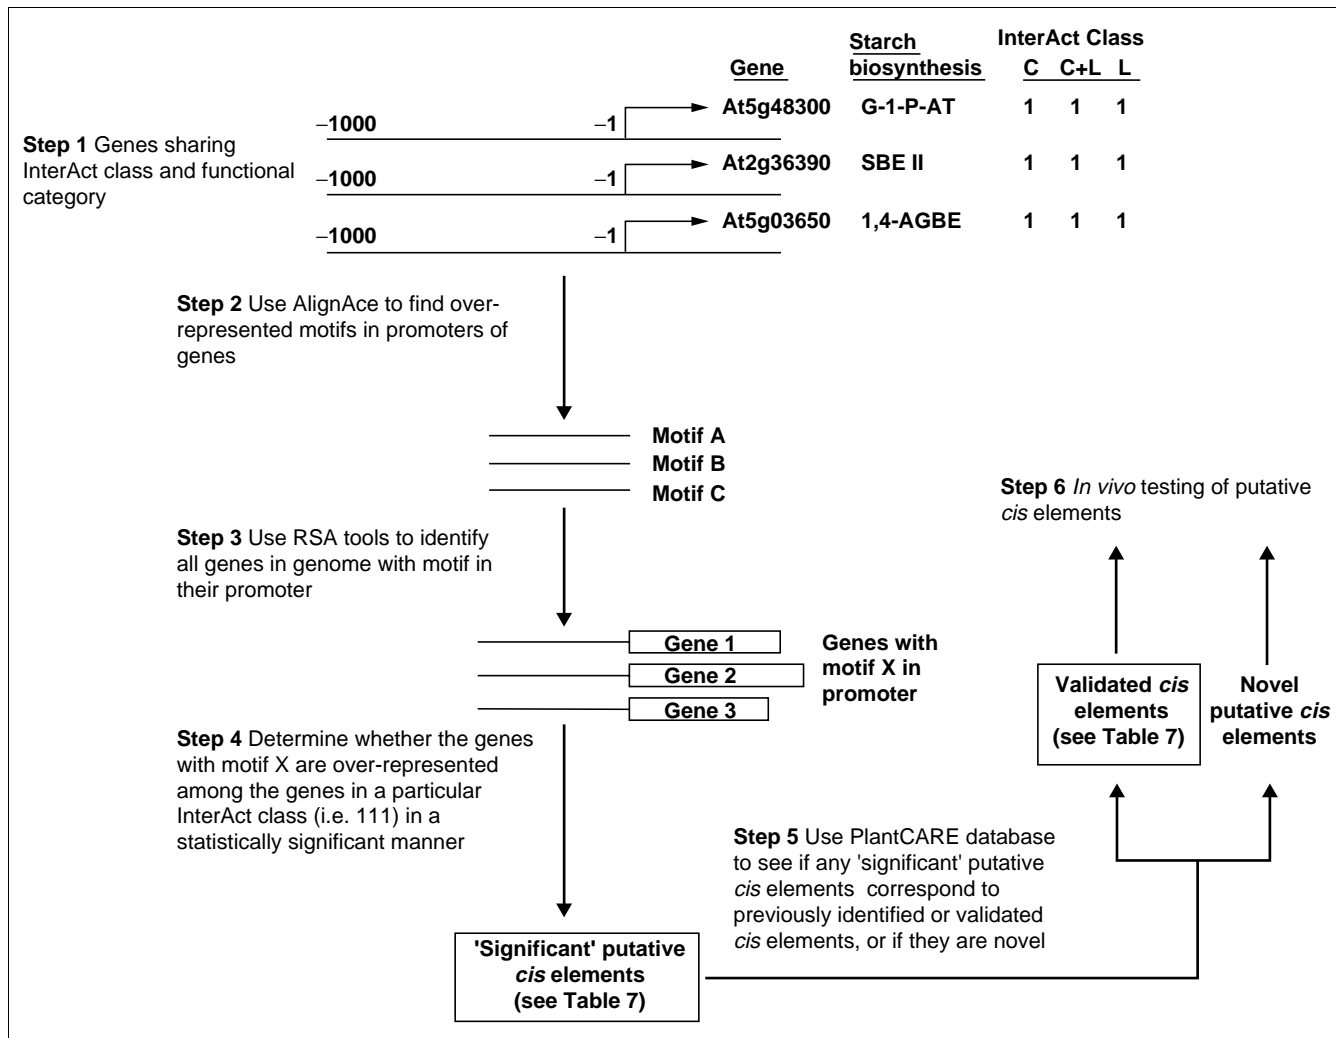 Starch InterAct Class
Gene biosynthesis C C+L L
–1000 –1 At5g48300 G-1-P-AT 1 1 1
Step 1 Genes sharing
InterAct class and functional
category
–1000 –1 At2g36390 SBE II 1 1 1
–1000 –1 At5g03650 1,4-AGBE 1 1 1
Step 2 Use AlignAce to find over-
represented motifs in promoters of
genes
Motif A
Motif B
Motif C
Step 3 Use RSA tools to identify
all genes in genome with motif in
their promoter
Gene 1
Gene 2
Gene 3
Genes with
motif X in
promoter
Step 4 Determine whether the genes
with motif X are over-represented
among the genes in a particular
InterAct class (i.e. 111) in a
statistically significant manner
'Significant' putative
cis elements
(see Table 7)
Step 5 Use PlantCARE database
to see if any 'significant' putative
cis elements correspond to
previously identified or validated
cis elements, or if they are novel
Validated cis
elements
(see Table 7)
Novel
putative cis
elements
Step 6 In vivo testing of putative
cis elements